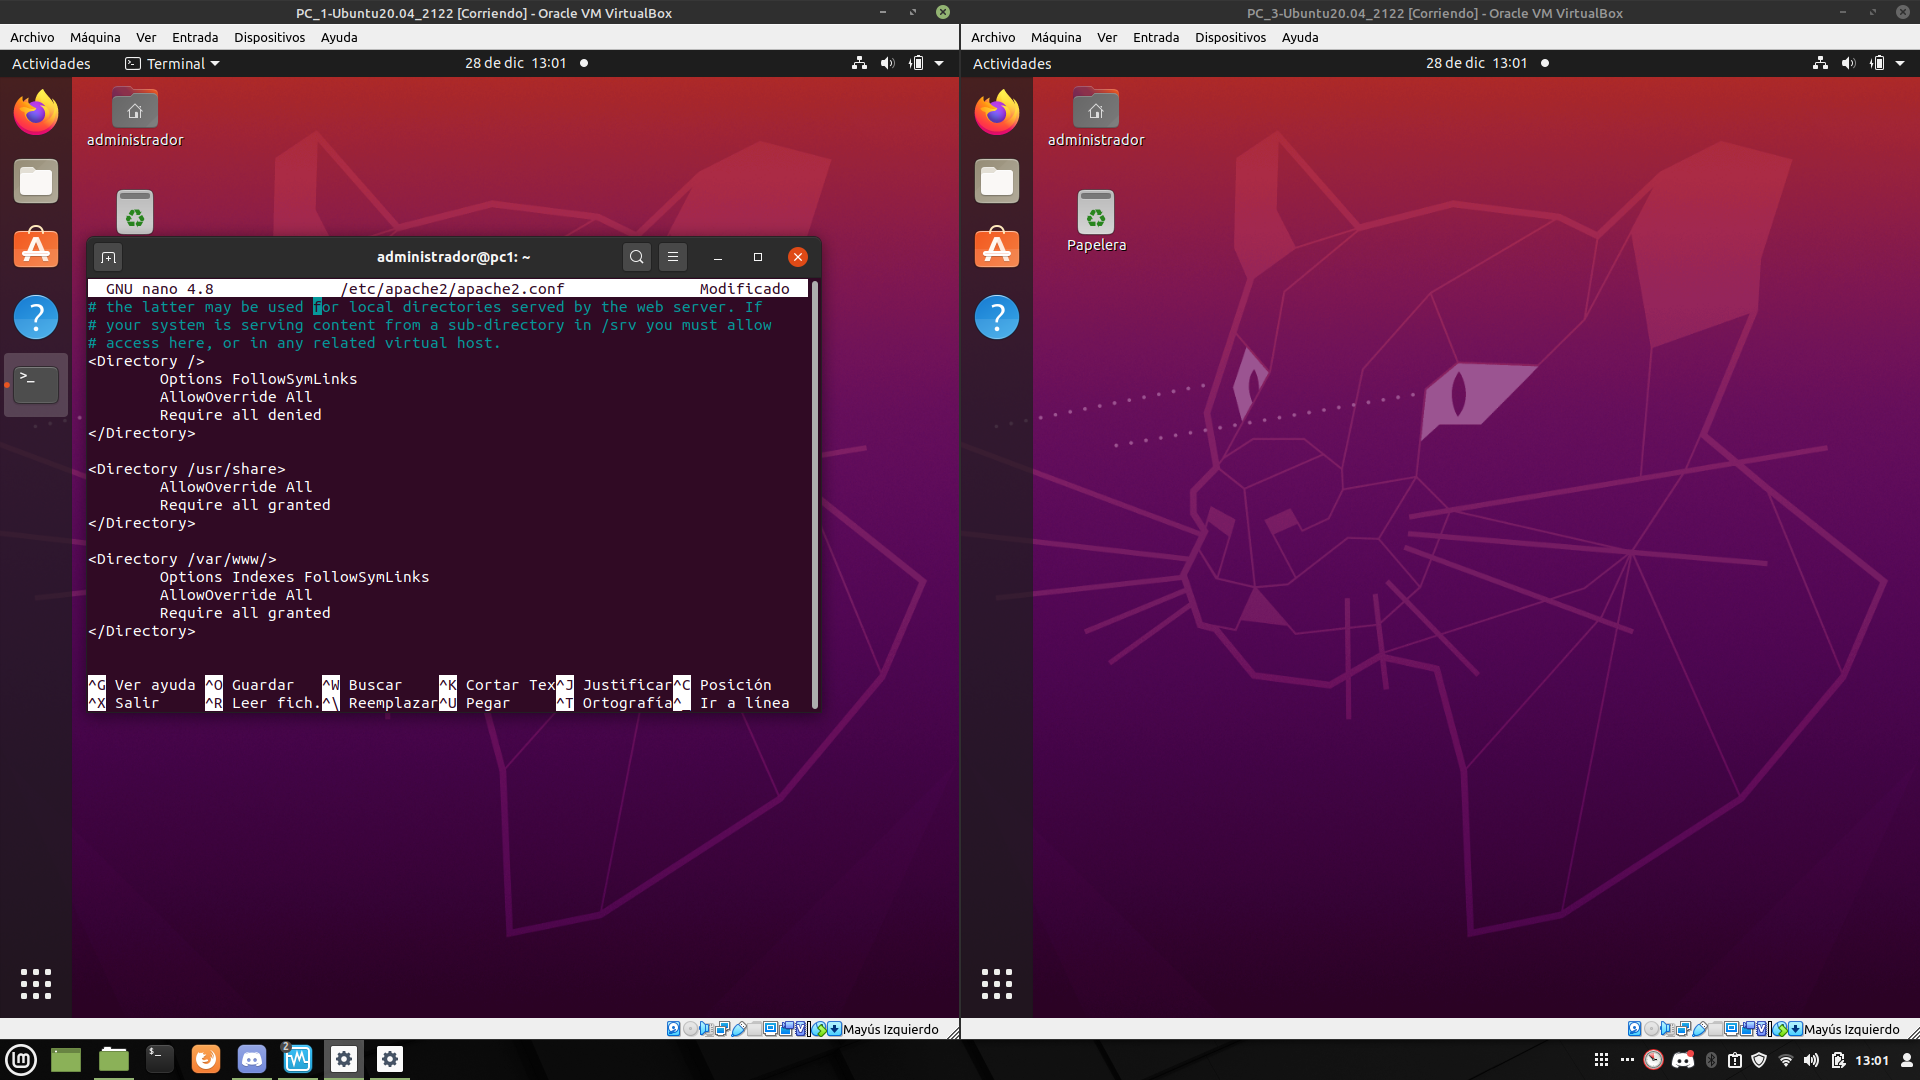 PC_1-Ubuntu20.04_2122 [Corriendo] - Oracle VM VirtualBox
Archivo Máquina Ver Entrada Dispositivos Ayuda
Actividades Terminal 28 de dic 13:01
administrador
administrador@pc1: ~
GNU nano 4.8 /etc/apache2/apache2.conf Modificado
# the latter may be used for local directories served by the web server. If
# your system is serving content from a sub-directory in /srv you must allow
# access here, or in any related virtual host.
<Directory />
Options FollowSymLinks
AllowOverride All
Require all denied
</Directory>
<Directory /usr/share>
AllowOverride All
Require all granted
</Directory>
<Directory /var/www/>
Options Indexes FollowSymLinks
AllowOverride All
Require all granted
</Directory>
^G Ver ayuda ^O Guardar ^W Buscar ^K Cortar Tex^J Justificar^C Posición
^X Salir ^R Leer fich.^\ Reemplazar^U Pegar ^T Ortografía^_ Ir a línea
Mayús Izquierdo
PC_3-Ubuntu20.04_2122 [Corriendo] - Oracle VM VirtualBox
Archivo Máquina Ver Entrada Dispositivos Ayuda
Actividades 28 de dic 13:01
administrador
Papelera
Mayús Izquierdo
2
13:01